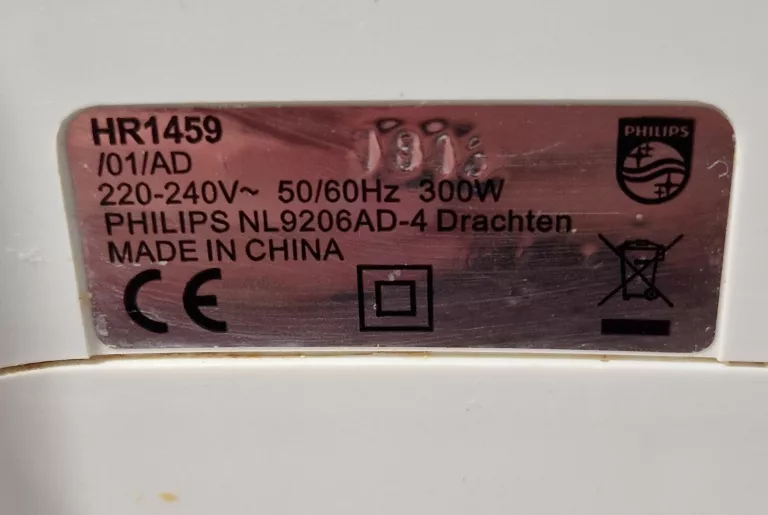 HR1459
/01/AD
220-240V~ 50/60Hz 300W
PHILIPS NL9206AD-4 Drachten
MADE IN CHINA
CE
PHILIPS